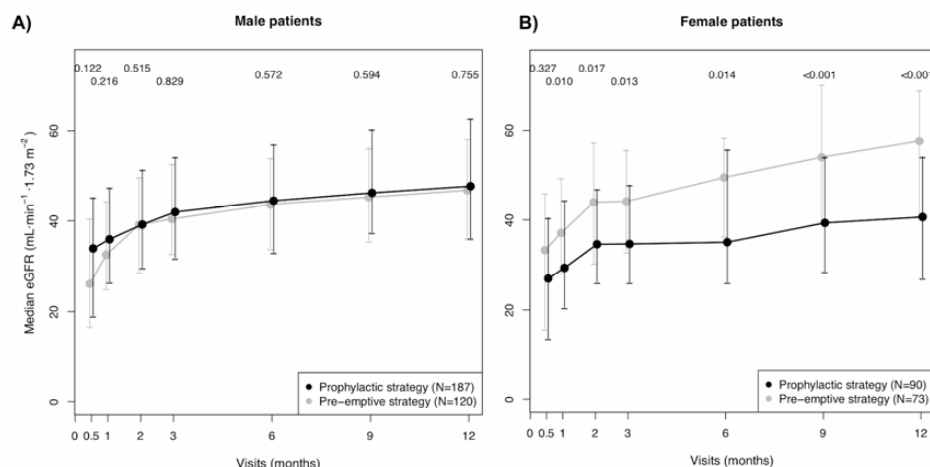 A)
Male patients
0.122
0.216
0.515
0.829
0.572
0.594
0.755
Median eGFR (mL·min⁻¹ ·1.73 m⁻²)
60
40
20
0
Prophylactic strategy (N=187)
Pre-emptive strategy (N=120)
0 0.5 1 2 3 6 9 12
Visits (months)
B)
Female patients
0.327
0.010
0.017
0.013
0.014
<0.001
<0.001
60
40
20
0
Prophylactic strategy (N=90)
Pre-emptive strategy (N=73)
0 0.5 1 2 3 6 9 12
Visits (months)